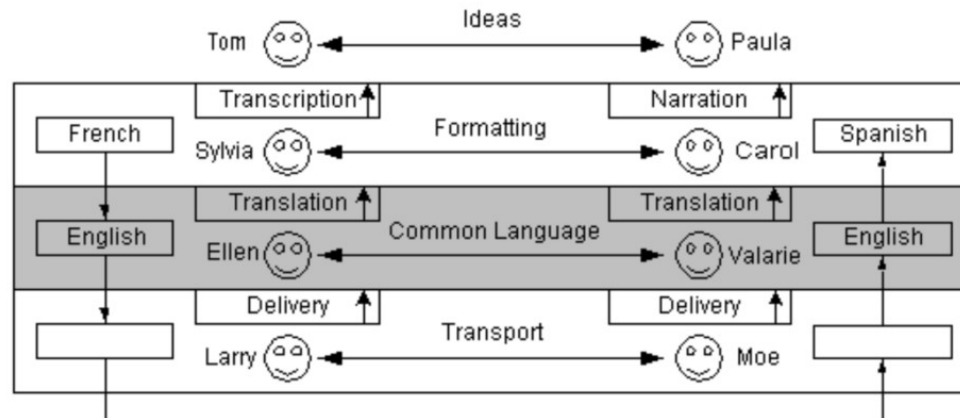 Ideas
Tom Paula
Transcription Narration
French Formatting Spanish
Sylvia Carol
Translation Translation
English Common Language English
Ellen Valarie
Delivery Delivery
Transport
Larry Moe